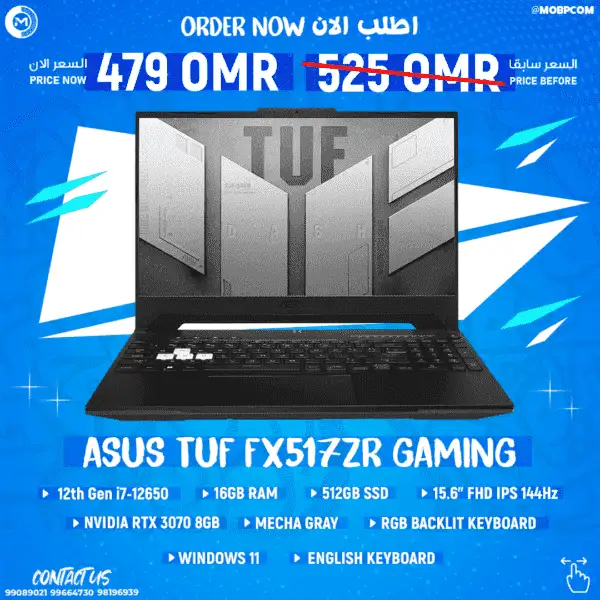 @MOBPCOM
ORDER NOW اطلب الان
السعر الان
PRICE NOW
479 OMR
525 OMR
السعر سابقا
PRICE BEFORE
TUF
DASH
ASUS TUF FX517ZR GAMING
12th Gen i7-12650
16GB RAM
512GB SSD
15.6" FHD IPS 144Hz
NVIDIA RTX 3070 8GB
MECHA GRAY
RGB BACKLIT KEYBOARD
WINDOWS 11
ENGLISH KEYBOARD
CONTACT US
99089021 99664730 98196939